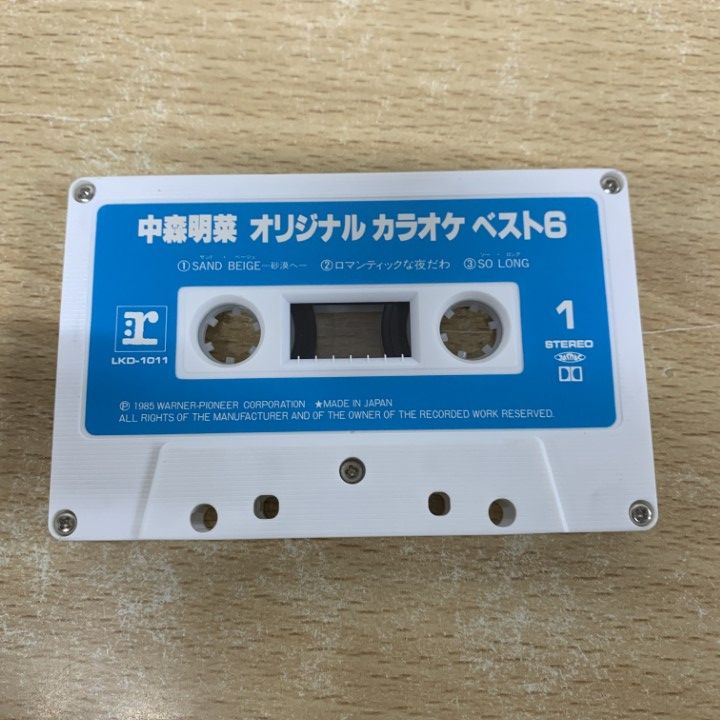 中森明菜 オリジナル カラオケ ベスト6
サンド・ベージュ
ソー・ロング
①SAND BEIGE…砂漠へ… ②ロマンティックな夜だわ ③SO LONG
r
LKD-1011
1
STEREO
JASRAC
Ⓟ 1985 WARNER-PIONEER CORPORATION ★MADE IN JAPAN
ALL RIGHTS OF THE MANUFACTURER AND OF THE OWNER OF THE RECORDED WORK RESERVED.